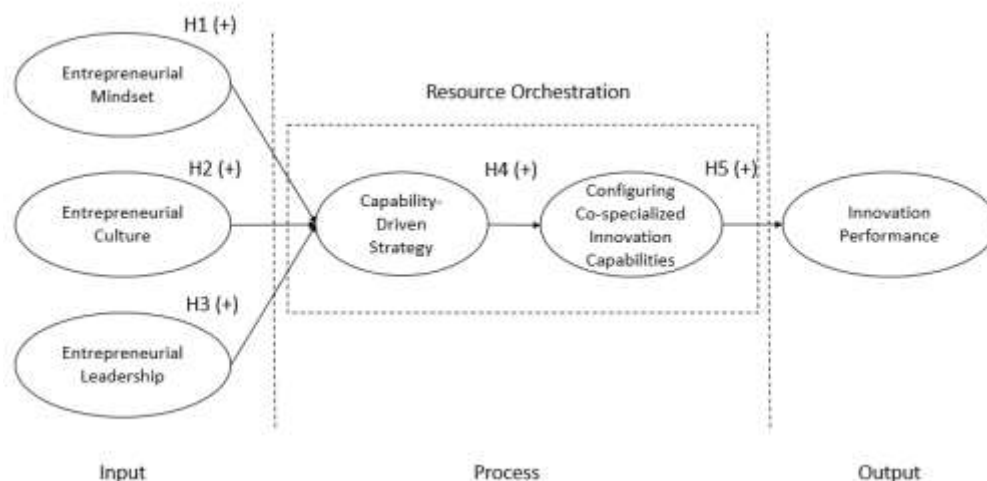 H1 (+)
Entrepreneurial
Mindset
Resource Orchestration
H2 (+)
Entrepreneurial
Culture
Capability-
Driven
Strategy
H4 (+)
Configuring
Co-specialized
Innovation
Capabilities
H5 (+)
Innovation
Performance
H3 (+)
Entrepreneurial
Leadership
Input
Process
Output